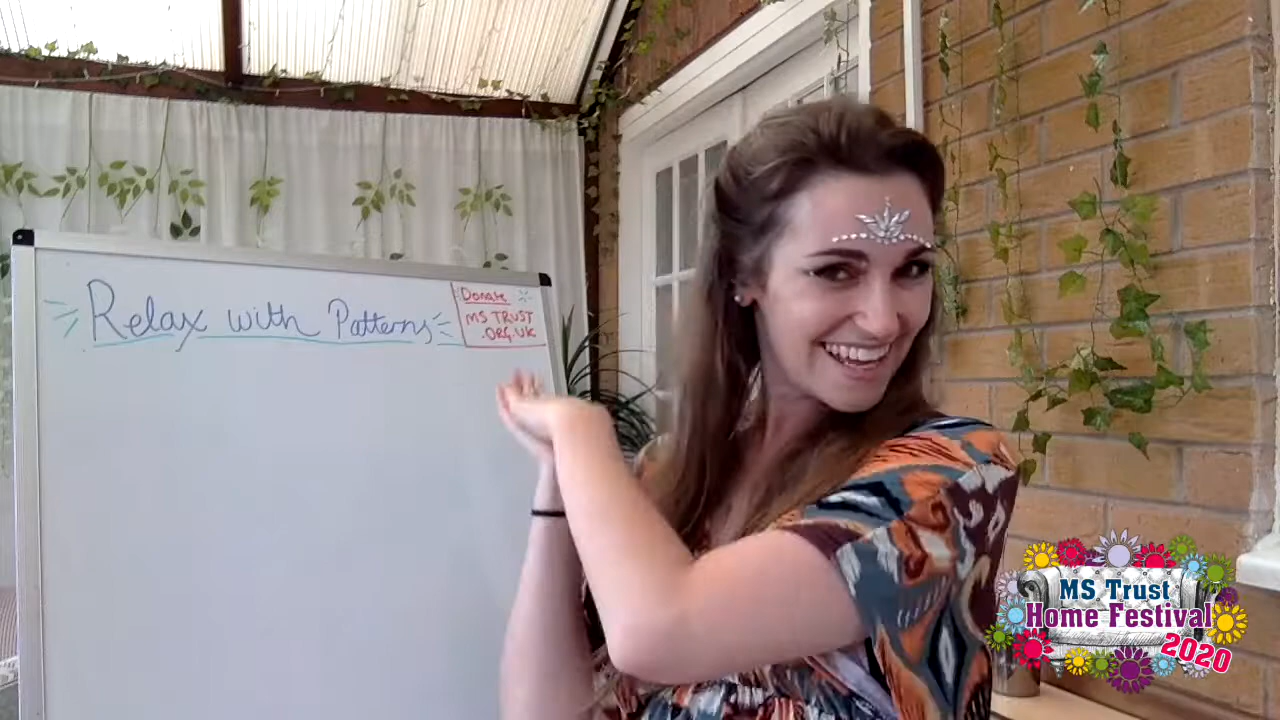 Relax with Patterns
Donate
MS TRUST
.ORG.UK
MS Trust
Home Festival
2020